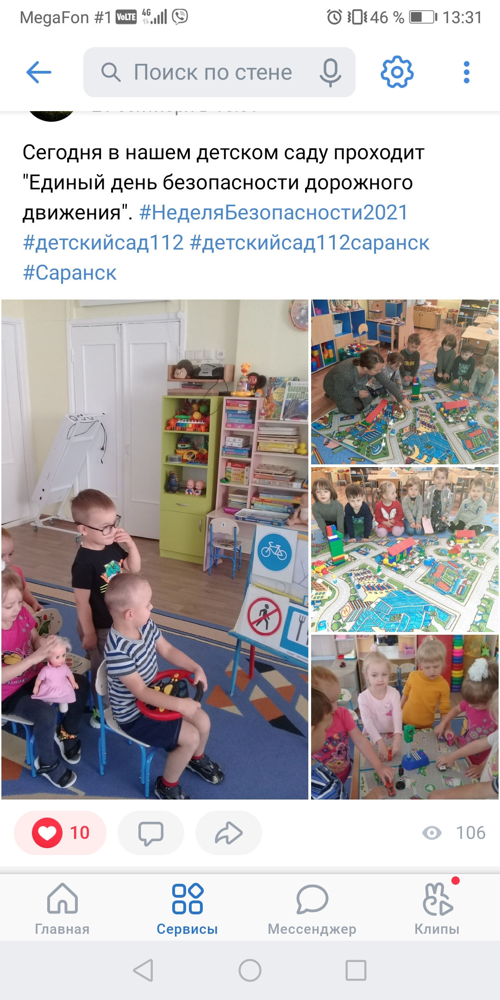 MegaFon #1 VoLTE 4G 46 % 13:31
Поиск по стене
Сегодня в нашем детском саду проходит
"Единый день безопасности дорожного
движения". #НеделяБезопасности2021
#детскийсад112 #детскийсад112саранск
#Саранск
EXPLORE
10
106
Главная Сервисы Мессенджер Клипы